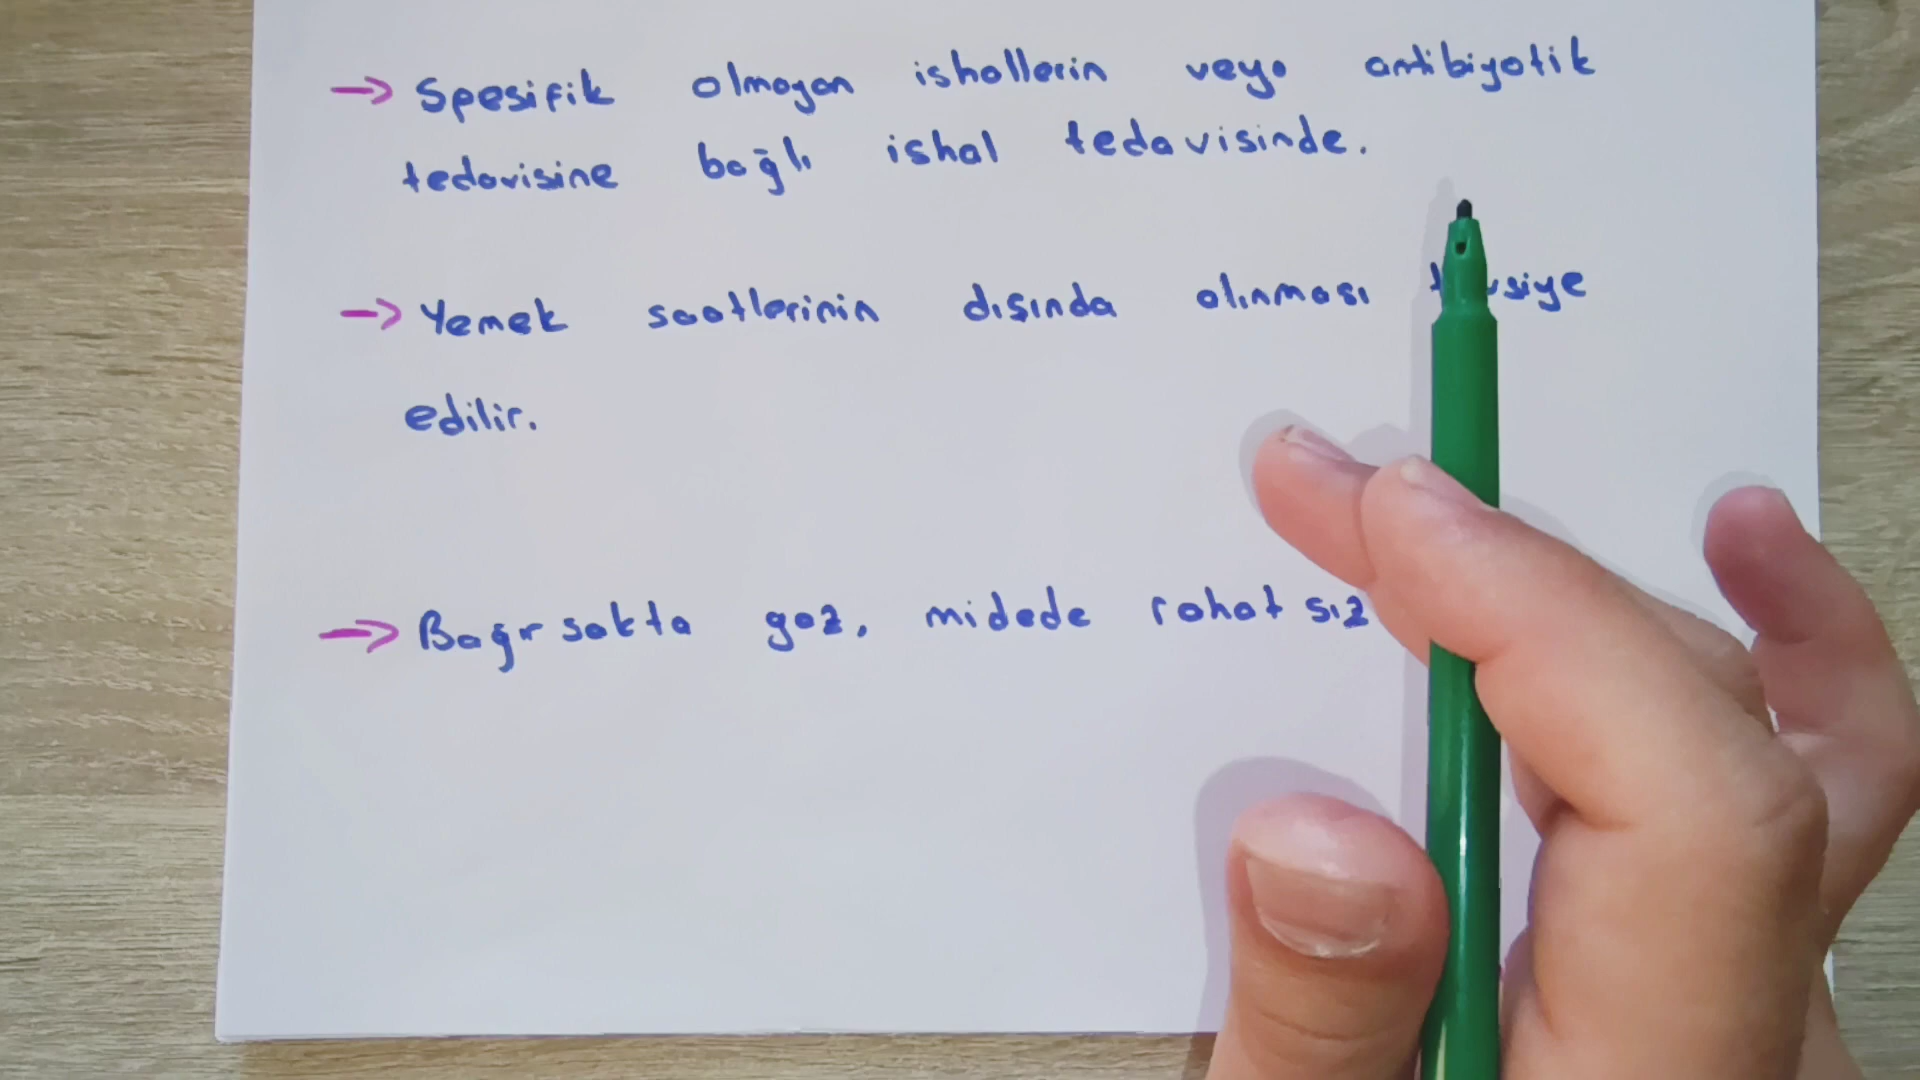 → Spesifik olmayan ishallerin veya antibiyotik
tedavisine bağlı ishal tedavisinde.
→ Yemek saatlerinin dışında alınması
edilir.
→ Bağırsakta gaz, midede rahatsız